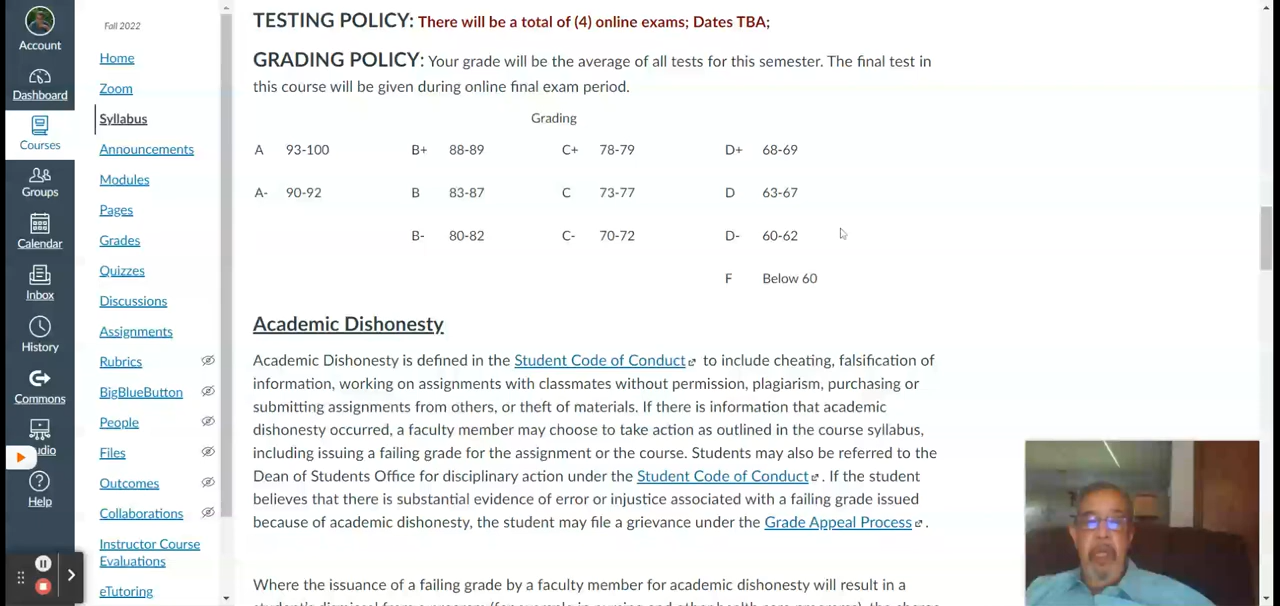 Account
Dashboard
Courses
Groups
Calendar
Inbox
History
Commons
udio
Help
Fall 2022
Home
Zoom
Syllabus
Announcements
Modules
Pages
Grades
Quizzes
Discussions
Assignments
Rubrics
BigBlueButton
People
Files
Outcomes
Collaborations
Instructor Course
Evaluations
eTutoring
TESTING POLICY: There will be a total of (4) online exams; Dates TBA;
GRADING POLICY: Your grade will be the average of all tests for this semester. The final test in
this course will be given during online final exam period.
Grading
A 93-100 B+ 88-89 C+ 78-79 D+ 68-69
A- 90-92 B 83-87 C 73-77 D 63-67
B- 80-82 C- 70-72 D- 60-62
F Below 60
Academic Dishonesty
Academic Dishonesty is defined in the Student Code of Conduct to include cheating, falsification of
information, working on assignments with classmates without permission, plagiarism, purchasing or
submitting assignments from others, or theft of materials. If there is information that academic
dishonesty occurred, a faculty member may choose to take action as outlined in the course syllabus,
including issuing a failing grade for the assignment or the course. Students may also be referred to the
Dean of Students Office for disciplinary action under the Student Code of Conduct . If the student
believes that there is substantial evidence of error or injustice associated with a failing grade issued
because of academic dishonesty, the student may file a grievance under the Grade Appeal Process .
Where the issuance of a failing grade by a faculty member for academic dishonesty will result in a